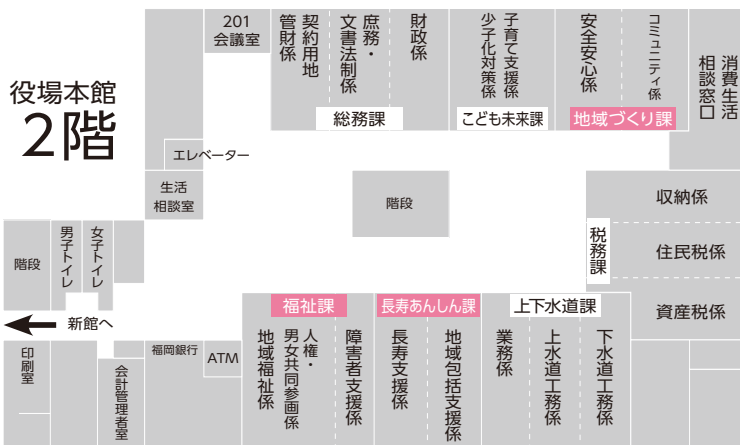 役場本館
2階
201
会議室
契約用地
管財係
庶務・
文書法制係
財政係
総務課
子育て支援係
少子化対策係
こども未来課
安全安心係
コミュニティ係
地域づくり課
消費生活
相談窓口
エレベーター
生活
相談室
階段
収納係
税務課
住民税係
資産税係
階段
男子トイレ
女子トイレ
新館へ
印刷室
会計管理者室
福岡銀行
ATM
福祉課
地域福祉係
人権・
男女共同参画係
障害者支援係
長寿あんしん課
長寿支援係
地域包括支援係
上下水道課
業務係
上水道工務係
下水道工務係